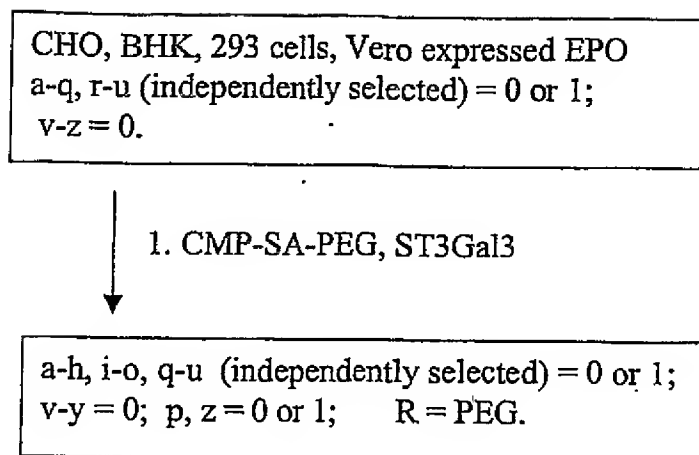 CHO, BHK, 293 cells, Vero expressed EPO
a-q, r-u (independently selected) = 0 or 1;
v-z = 0.
1. CMP-SA-PEG, ST3Gal3
a-h, i-o, q-u (independently selected) = 0 or 1;
v-y = 0; p, z = 0 or 1; R = PEG.